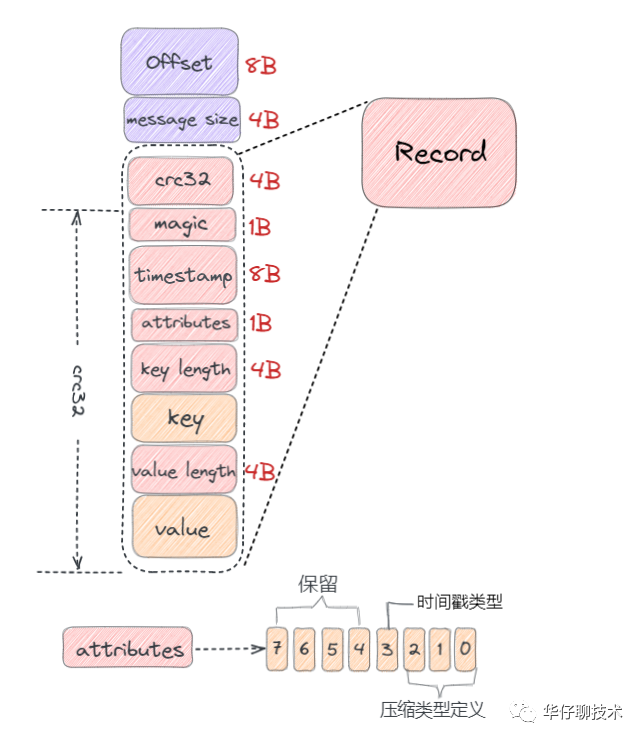 Offset 8B
message size 4B
Record
crc32 4B
magic 1B
timestamp 8B
attributes 1B
crc32
key length 4B
key
value length 4B
value
保留
时间戳类型
attributes 7 6 5 4 3 2 1 0
压缩类型定义
华仔聊技术